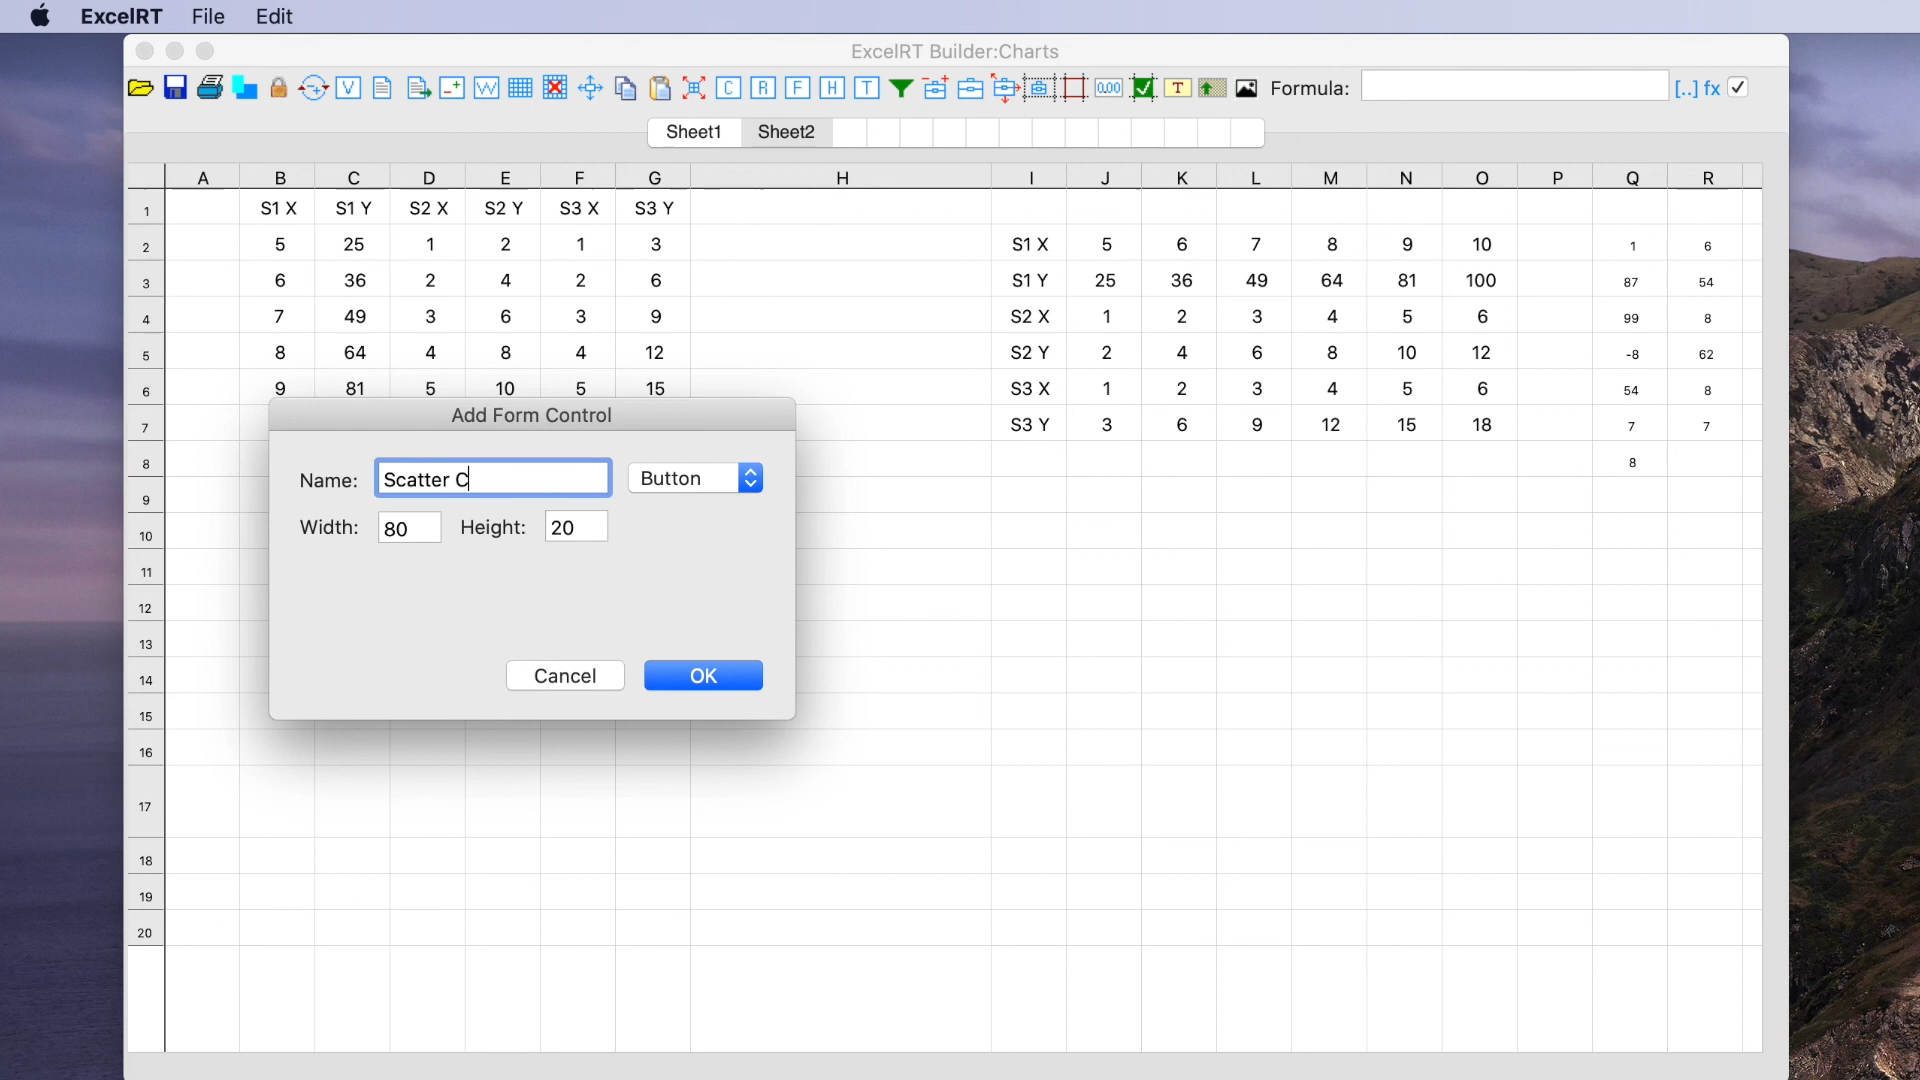 ExcelRT File Edit
ExcelRT Builder:Charts
V W C R F H T 0.00 T Formula: [..] fx
Sheet1 Sheet2
A B C D E F G H I J K L M N O P Q R
1 S1 X S1 Y S2 X S2 Y S3 X S3 Y
2 5 25 1 2 1 3 S1 X 5 6 7 8 9 10 1 6
3 6 36 2 4 2 6 S1 Y 25 36 49 64 81 100 87 54
4 7 49 3 6 3 9 S2 X 1 2 3 4 5 6 99 8
5 8 64 4 8 4 12 S2 Y 2 4 6 8 10 12 -8 62
6 9 81 5 10 5 15 S3 X 1 2 3 4 5 6 54 8
Add Form Control
7 S3 Y 3 6 9 12 15 18 7 7
8 8
Name: Scatter C Button
9
Width: 80 Height: 20
10
11
12
13
14
Cancel OK
15
16
17
18
19
20